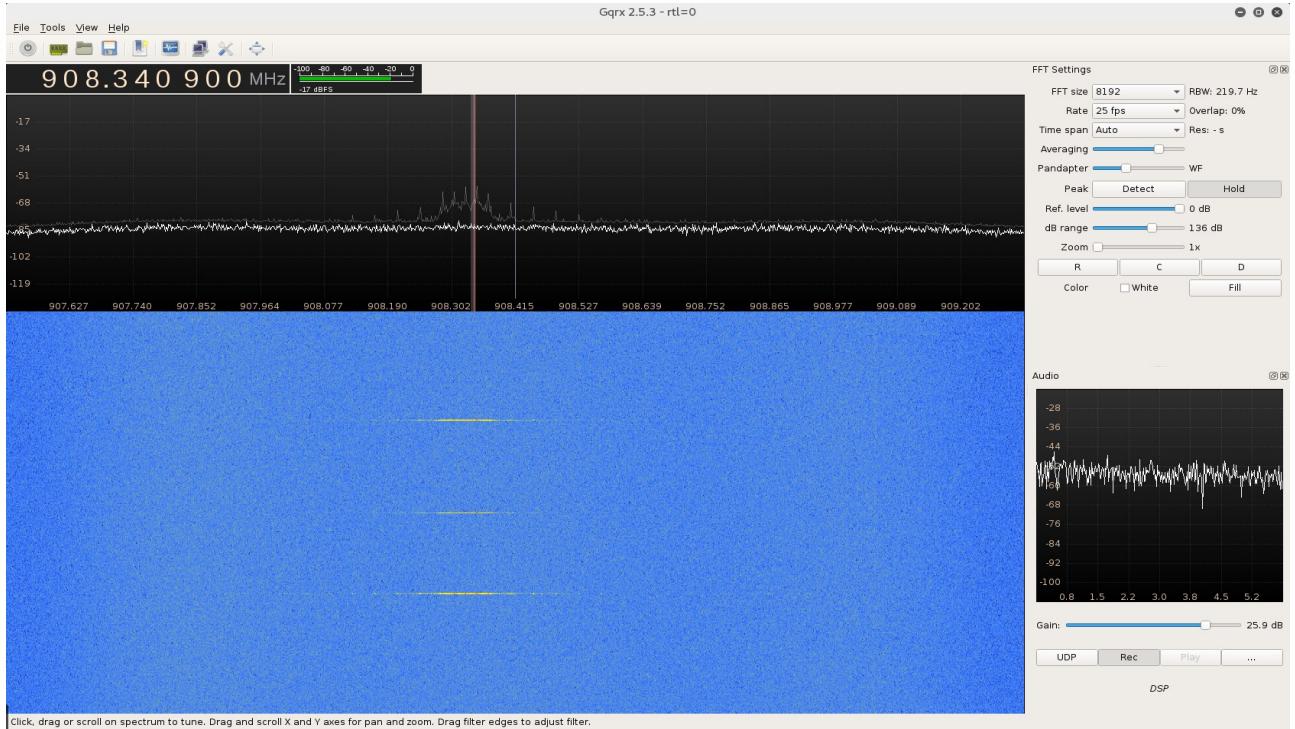 Gqrx 2.5.3 - rtl=0
File Tools View Help
908.340 900 MHz
-100 -80 -60 -40 -20 0
-17 dBFS
-17
-34
-51
-68
-85
-102
-119
907.627 907.740 907.852 907.964 908.077 908.190 908.302 908.415 908.527 908.639 908.752 908.865 908.977 909.089 909.202
FFT Settings
FFT size 8192 RBW: 219.7 Hz
Rate 25 fps Overlap: 0%
Time span Auto Res: - s
Averaging
Pandapter WF
Peak Detect Hold
Ref. level 0 dB
dB range 136 dB
Zoom 1x
R C D
Color White Fill
Audio
-28
-36
-44
-52
-60
-68
-76
-84
-92
-100
0.8 1.5 2.2 3.0 3.8 4.5 5.2
Gain: 25.9 dB
UDP Rec Play ...
DSP
Click, drag or scroll on spectrum to tune. Drag and scroll X and Y axes for pan and zoom. Drag filter edges to adjust filter.